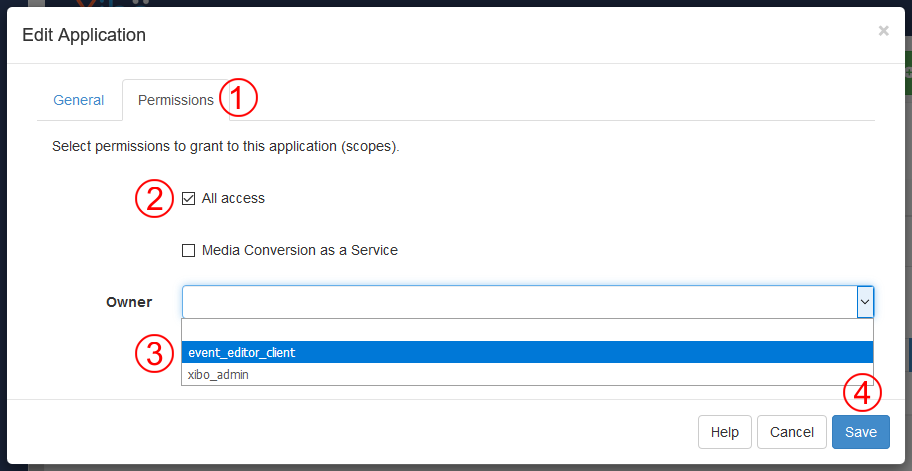 Edit Application
×
General
Permissions 1
Select permissions to grant to this application (scopes).
2 All access
Media Conversion as a Service
Owner
3 event_editor_client
xibo_admin
4
Help Cancel Save